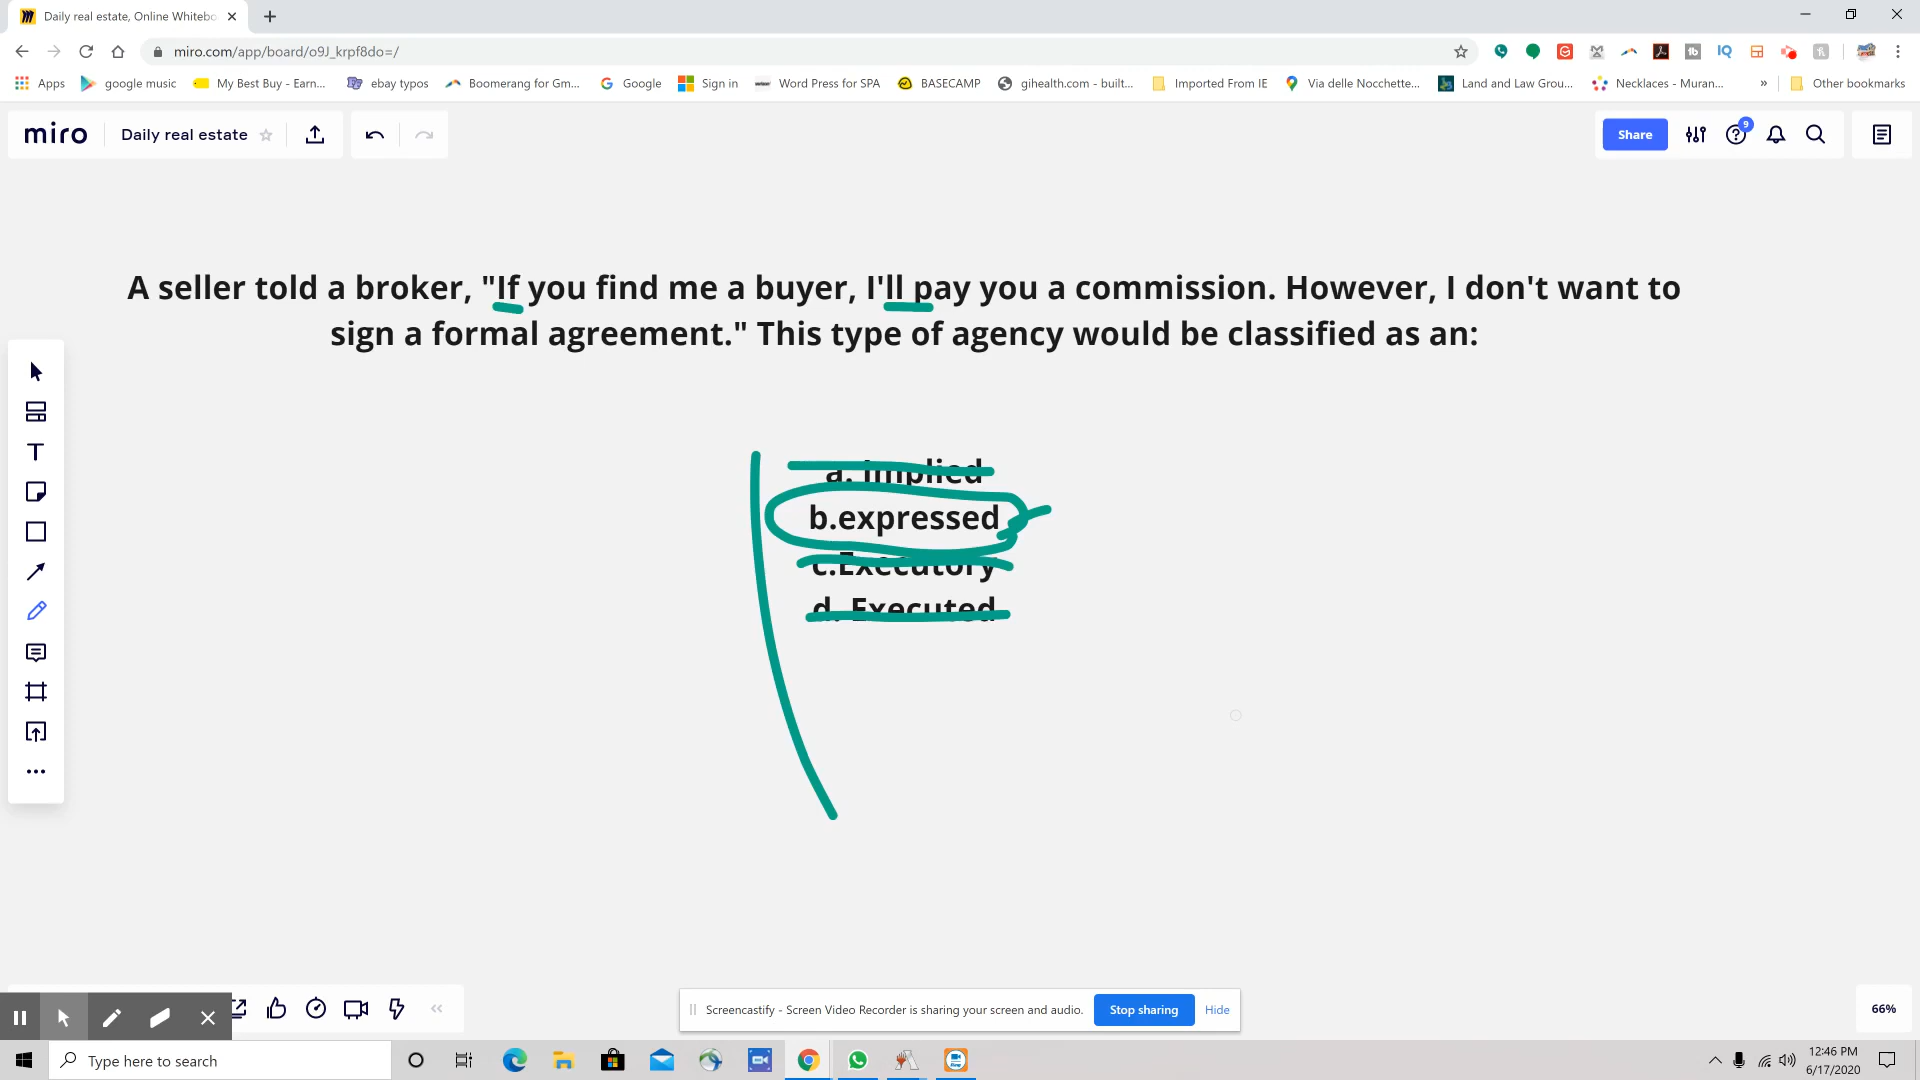 Daily real estate, Online Whitebo
miro.com/app/board/o9J_krpf8do=/
Apps
google music
My Best Buy - Earn...
ebay typos
Boomerang for Gm...
Google
Sign in
Word Press for SPA
BASECAMP
gihealth.com - built...
Imported From IE
Via delle Nocchette...
Land and Law Grou...
Necklaces - Muran...
»
Other bookmarks
miro
Daily real estate
Share
9
A seller told a broker, "If you find me a buyer, I'll pay you a commission. However, I don't want to
sign a formal agreement." This type of agency would be classified as an:
a. Implied
b.expressed
c.Executory
d. Executed
Screencastify - Screen Video Recorder is sharing your screen and audio.
Stop sharing
Hide
66%
Type here to search
12:46 PM
6/17/2020